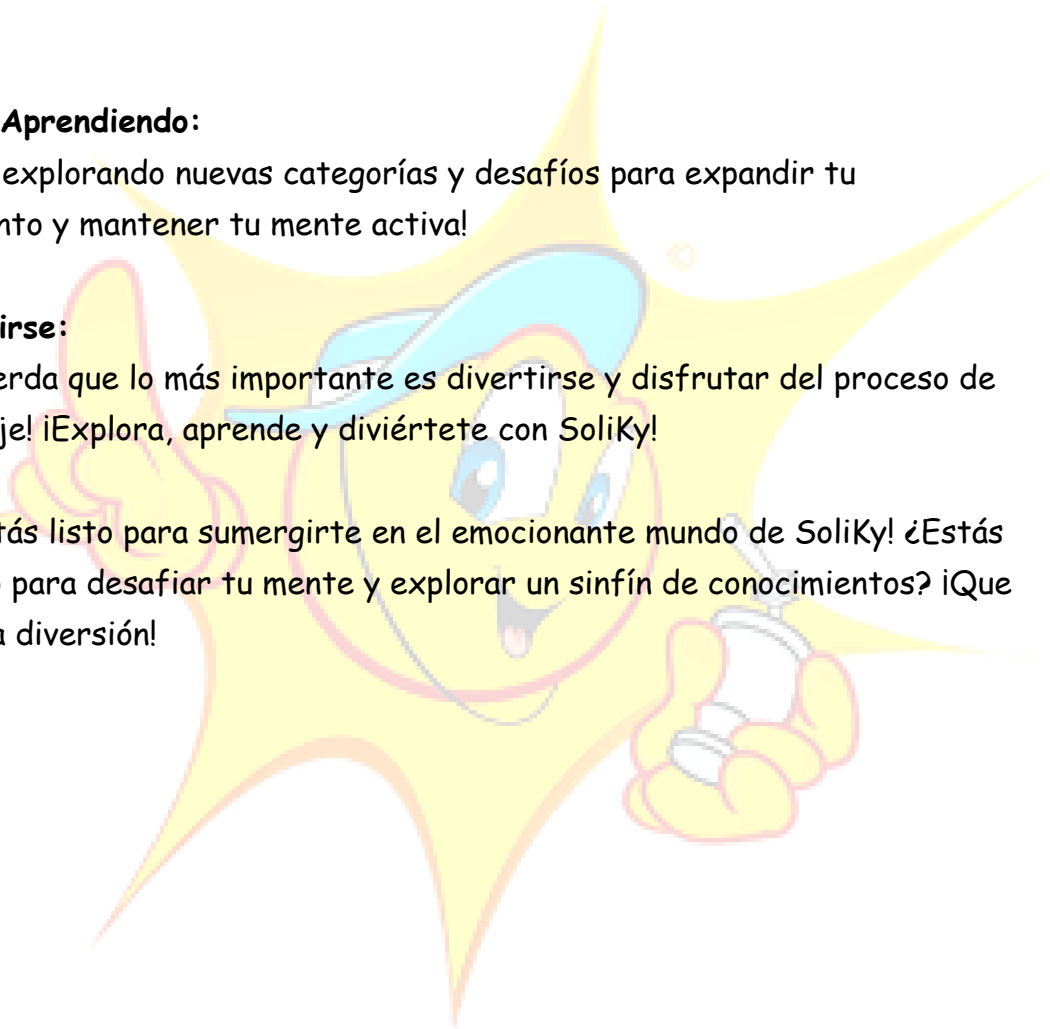 Aprendiendo:
explorando nuevas categorías y desafíos para expandir tu
nto y mantener tu mente activa!
irse:
erda que lo más importante es divertirse y disfrutar del proceso de
je! ¡Explora, aprende y diviértete con SoliKy!
tás listo para sumergirte en el emocionante mundo de SoliKy! ¿Estás
para desafiar tu mente y explorar un sinfín de conocimientos? ¡Que
a diversión!
©